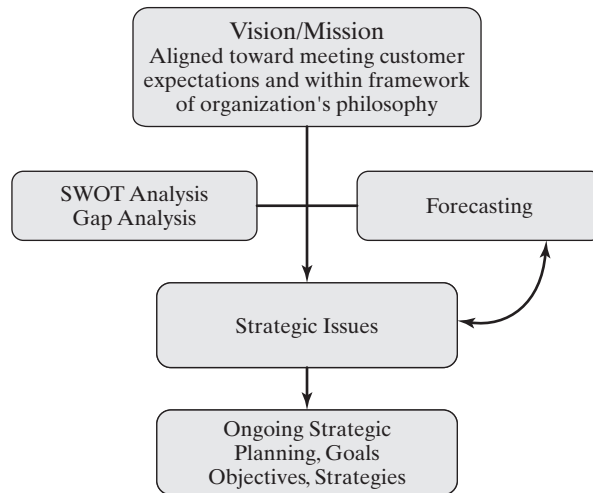 Vision/Mission
Aligned toward meeting customer
expectations and within framework
of organization's philosophy
SWOT Analysis
Gap Analysis
Forecasting
Strategic Issues
Ongoing Strategic
Planning, Goals
Objectives, Strategies